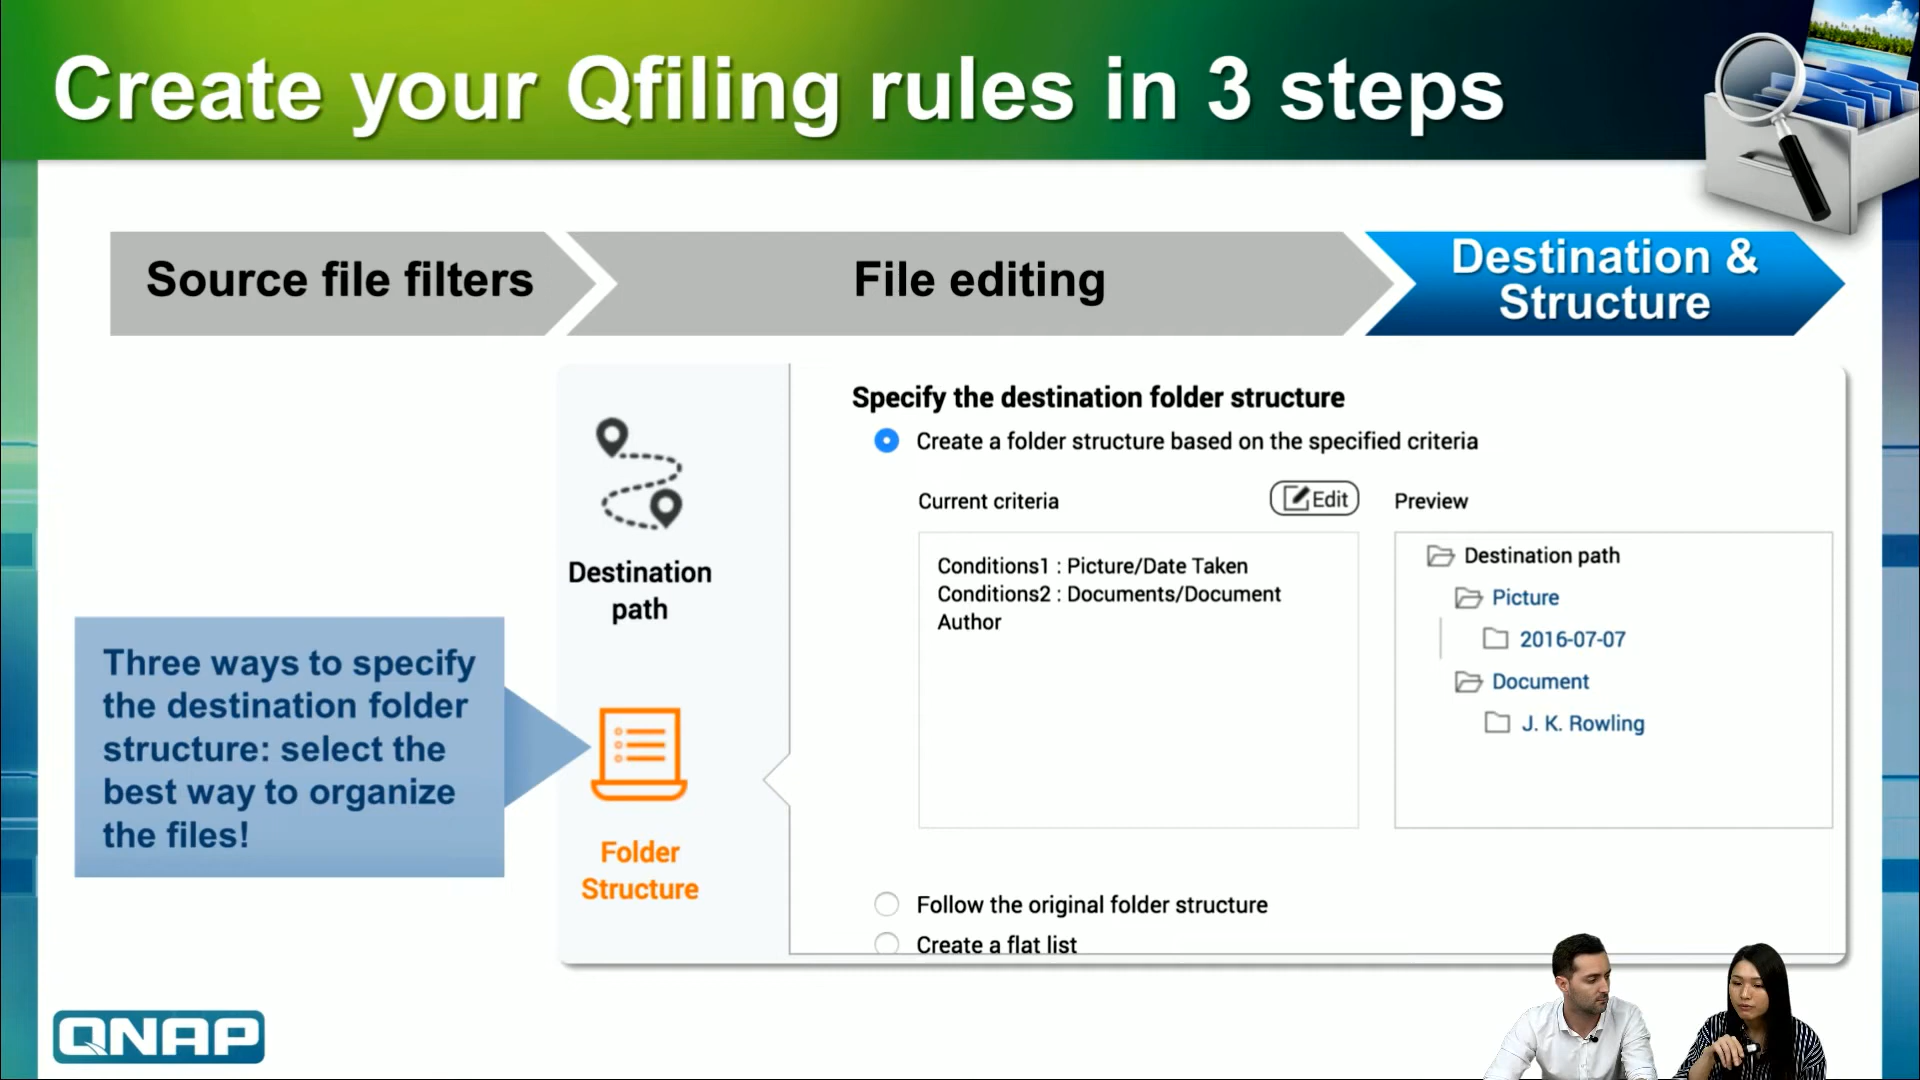 Create your Qfiling rules in 3 steps
Source file filters
File editing
Destination &
Structure
Three ways to specify
the destination folder
structure: select the
best way to organize
the files!
Destination
path
Folder
Structure
Specify the destination folder structure
Create a folder structure based on the specified criteria
Current criteria
Edit
Preview
Conditions1 : Picture/Date Taken
Conditions2 : Documents/Document
Author
Destination path
Picture
2016-07-07
Document
J. K. Rowling
Follow the original folder structure
Create a flat list
QNAP